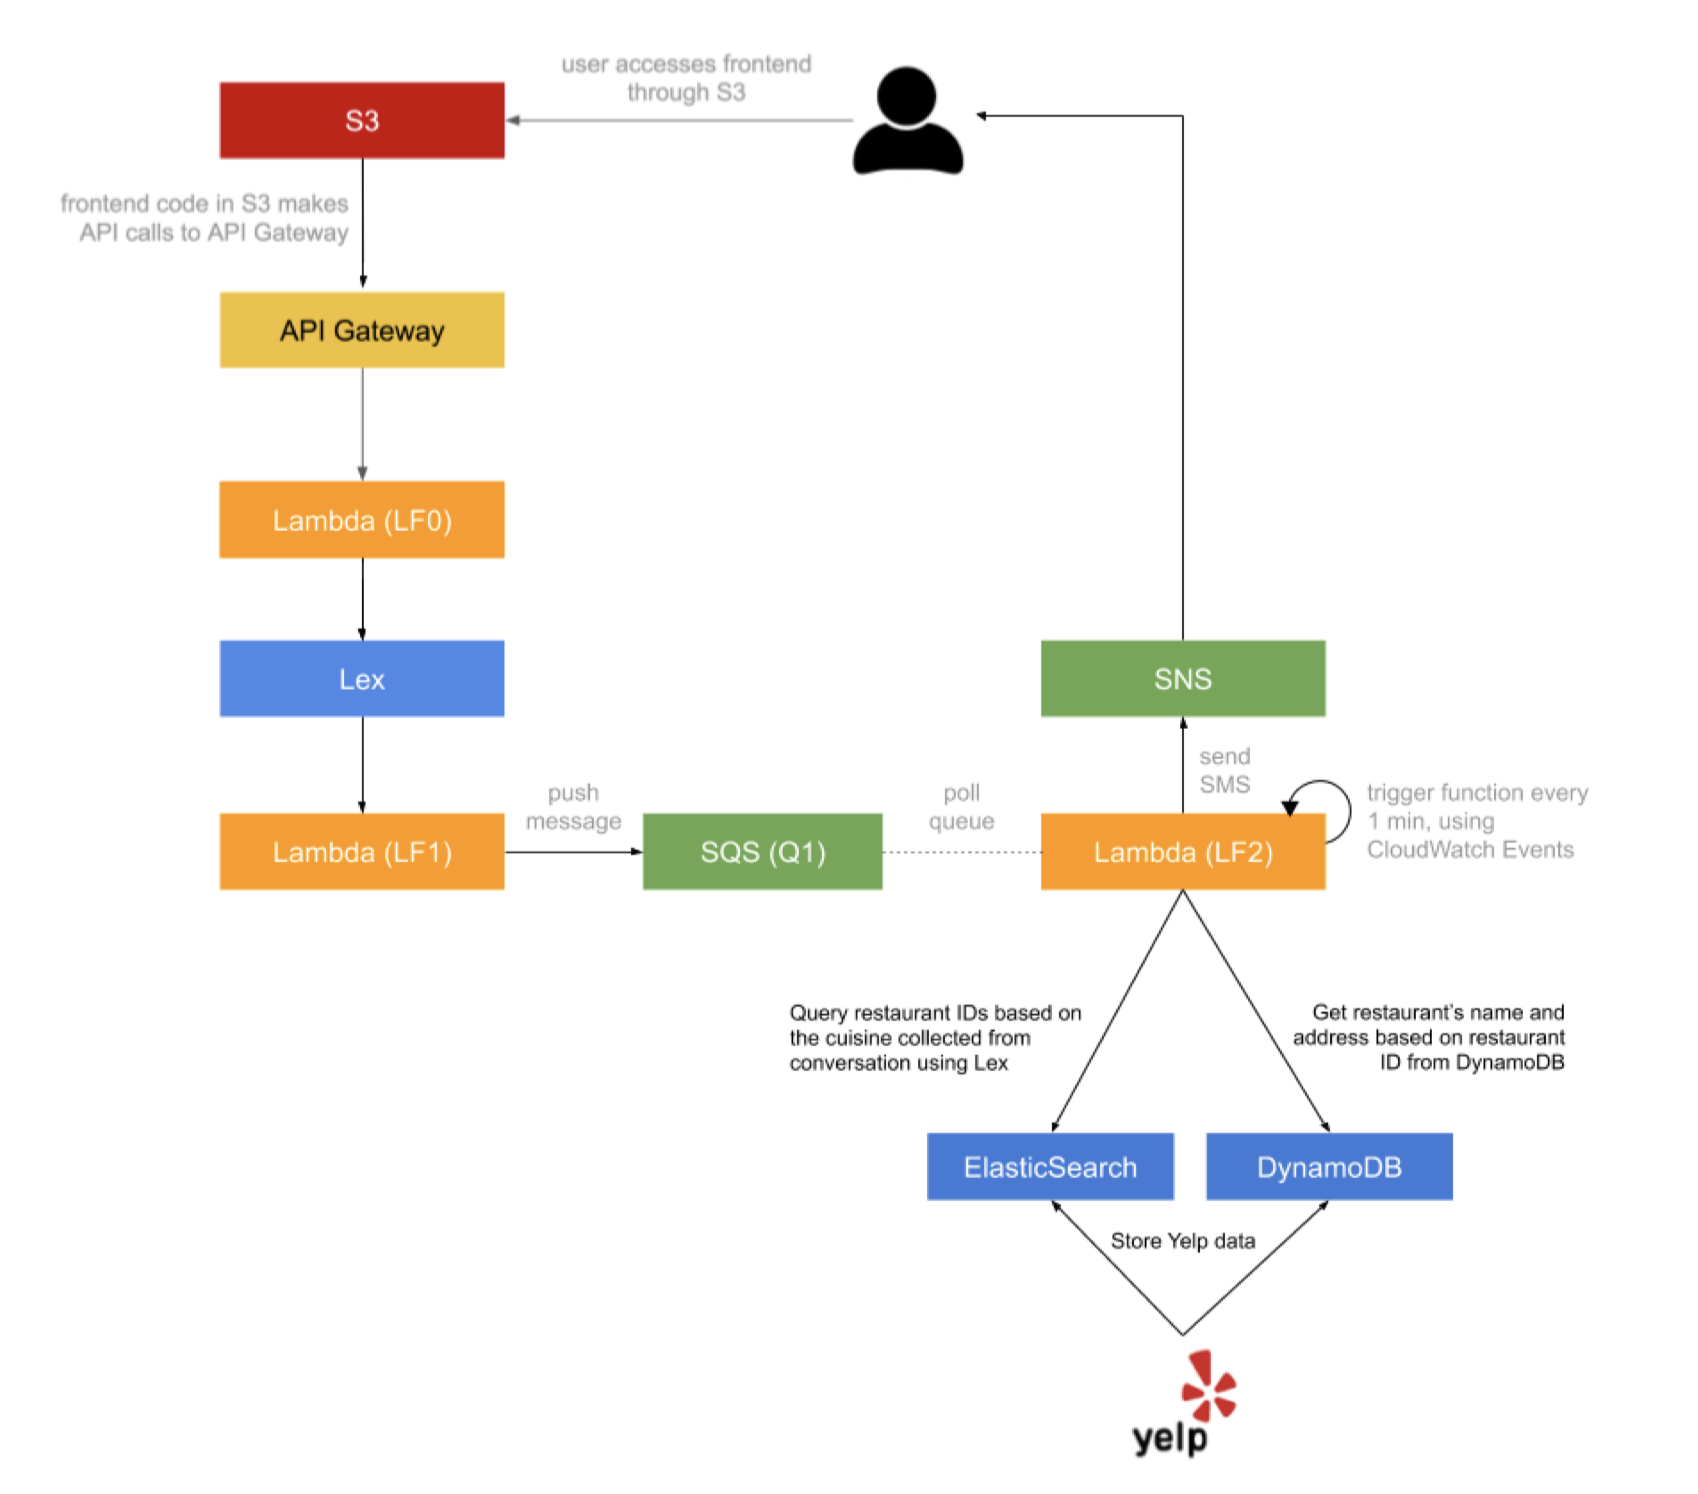 user accesses frontend
through S3
S3
frontend code in S3 makes
API calls to API Gateway
API Gateway
Lambda (LF0)
Lex
SNS
send
SMS
push
message
poll
queue
trigger function every
1 min, using
CloudWatch Events
Lambda (LF1)
SQS (Q1)
Lambda (LF2)
Query restaurant IDs based on
the cuisine collected from
conversation using Lex
Get restaurant's name and
address based on restaurant
ID from DynamoDB
ElasticSearch
DynamoDB
Store Yelp data
yelp